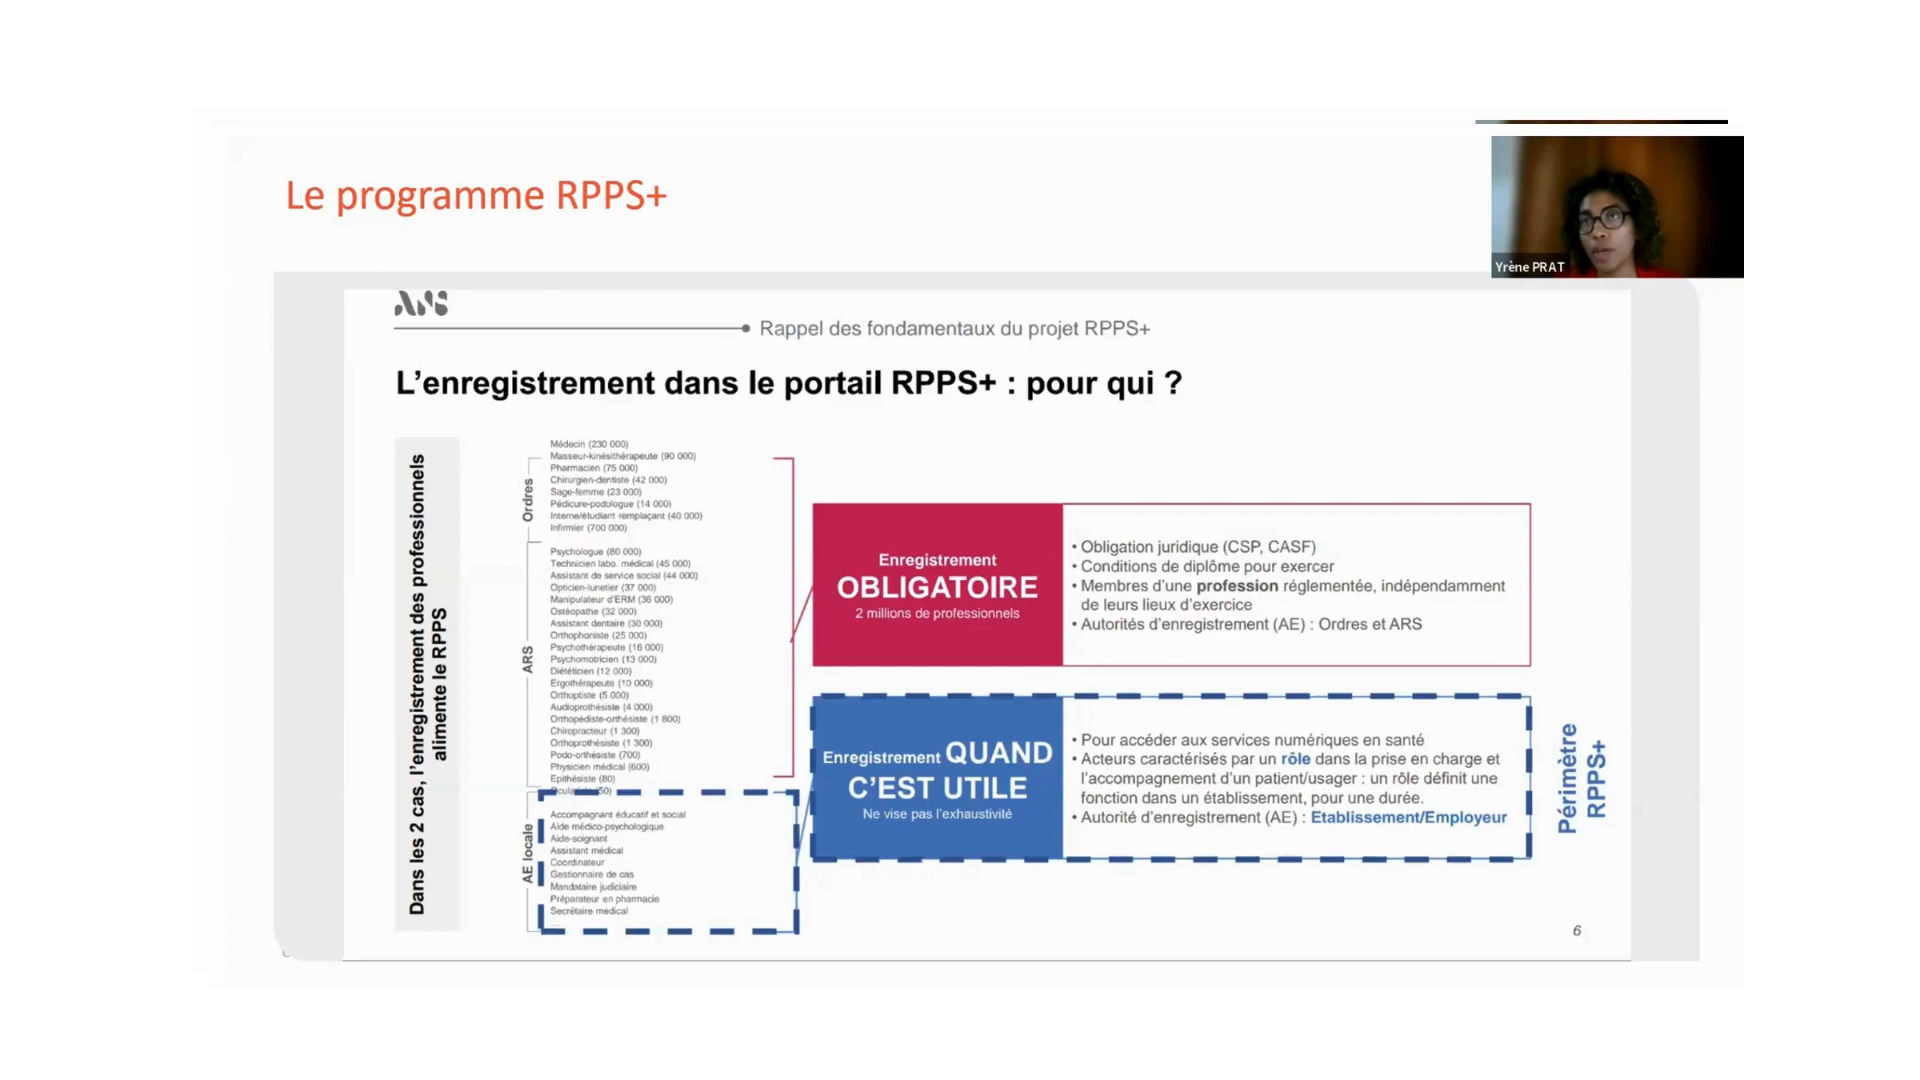 Le programme RPPS+
Yrène PRAT
ANS
Rappel des fondamentaux du projet RPPS+
L'enregistrement dans le portail RPPS+ : pour qui ?
Dans les 2 cas, l'enregistrement des professionnels
alimente le RPPS
Ordres
Médecin (230 000)
Masseur-kinésithérapeute (90 000)
Pharmacien (75 000)
Chirurgien-dentiste (42 000)
Sage-femme (23 000)
Pédicure-podologue (14 000)
Interne/étudiant remplaçant (40 000)
Infirmier (700 000)
ARS
Psychologue (80 000)
Technicien labo. médical (45 000)
Assistant de service social (44 000)
Opticien-lunetier (37 000)
Manipulateur d'ERM (36 000)
Ostéopathe (32 000)
Assistant dentaire (30 000)
Orthophoniste (25 000)
Psychothérapeute (16 000)
Psychomotricien (13 000)
Diététicien (12 000)
Ergothérapeute (10 000)
Orthoptiste (5 000)
Audioprothésiste (4 000)
Orthopédiste-orthésiste (1 800)
Chiropracteur (1 300)
Orthoprothésiste (1 300)
Podo-orthésiste (700)
Physicien médical (600)
Epithésiste (80)
Oculariste (50)
AE locale
Accompagnant éducatif et social
Aide médico-psychologique
Aide-soignant
Assistant médical
Coordinateur
Gestionnaire de cas
Mandataire judiciaire
Préparateur en pharmacie
Secrétaire médical
Enregistrement
OBLIGATOIRE
2 millions de professionnels
• Obligation juridique (CSP, CASF)
• Conditions de diplôme pour exercer
• Membres d'une profession réglementée, indépendamment
de leurs lieux d'exercice
• Autorités d'enregistrement (AE) : Ordres et ARS
Enregistrement QUAND
C'EST UTILE
Ne vise pas l'exhaustivité
• Pour accéder aux services numériques en santé
• Acteurs caractérisés par un rôle dans la prise en charge et
l'accompagnement d'un patient/usager : un rôle définit une
fonction dans un établissement, pour une durée.
• Autorité d'enregistrement (AE) : Etablissement/Employeur
Périmètre
RPPS+
6